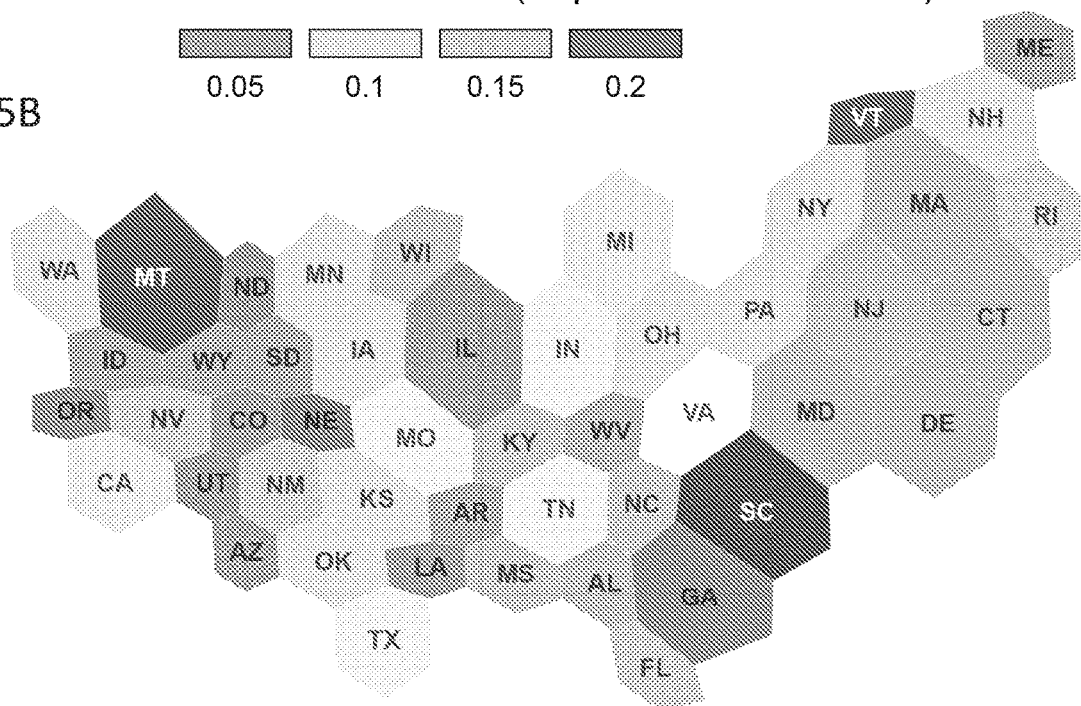 0.05 0.1 0.15 0.2
5B
ME
VT NH
NY MA RI
WA MT ND MN WI MI
ID WY SD IA IL IN OH PA NJ CT
OR NV CO NE MO KY WV VA MD DE
CA UT NM KS AR TN NC SC
AZ OK LA MS AL GA
TX FL